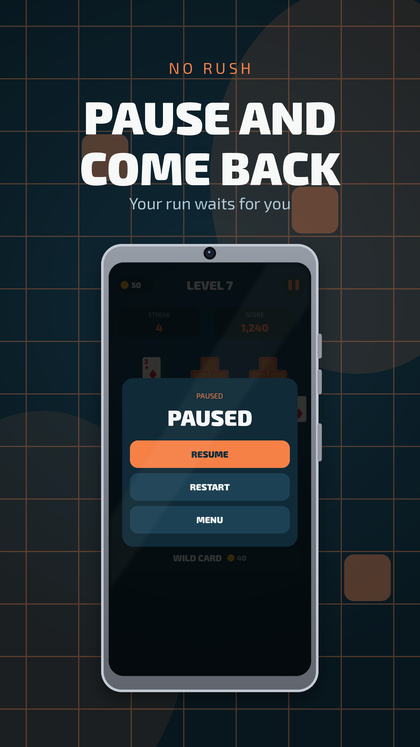 NO RUSH
PAUSE AND
COME BACK
Your run waits for you
50
LEVEL 7
STREAK
SCORE
4
1,240
PAUSED
PAUSED
RESUME
RESTART
MENU
WILD CARD 40